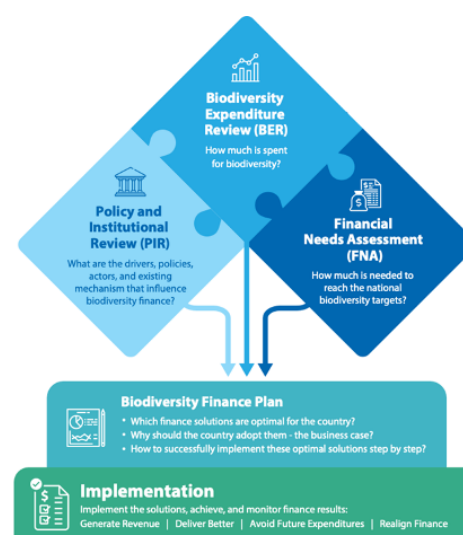 Biodiversity
Expenditure
Review (BER)
How much is spent
for biodiversity?
Policy and
Institutional
Review (PIR)
What are the drivers, policies,
actors, and existing
mechanism that influence
biodiversity finance?
$
Financial
Needs Assessment
(FNA)
How much is needed to
reach the national
biodiversity targets?
Biodiversity Finance Plan
• Which finance solutions are optimal for the country?
• Why should the country adopt them - the business case?
• How to successfully implement these optimal solutions step by step?
$
Implementation
Implement the solutions, achieve, and monitor finance results:
Generate Revenue | Deliver Better | Avoid Future Expenditures | Realign Finance